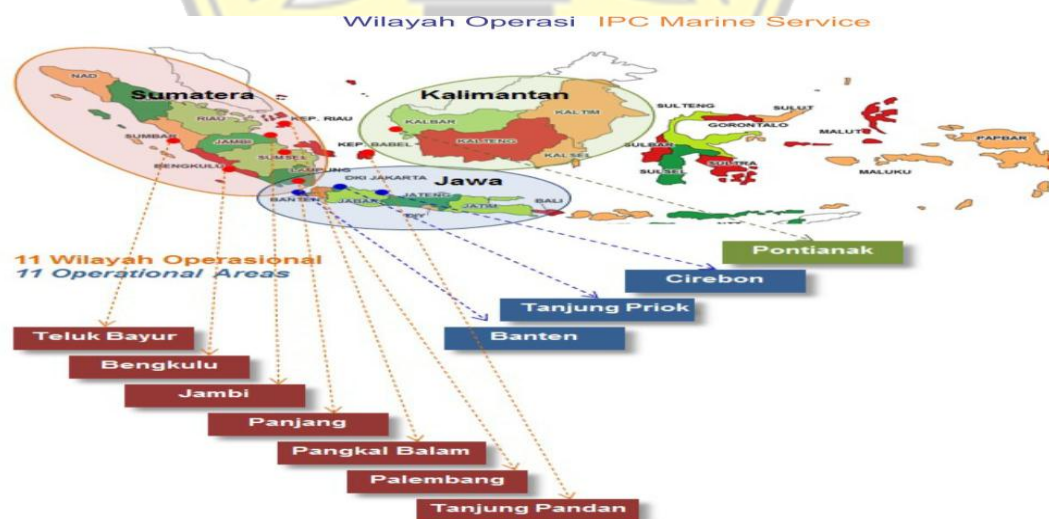 Wilayah Operasi IPC Marine Service
NAD
Sumatera
RIAU
KEP. RIAU
SUMBAR
JAMBI
SUMSEL
BENGKULU
LAMPUNG
KEP. BABEL
Kalimantan
KALBAR
KALTIM
KALTENG
KALSEL
SULTENG
SULUT
GORONTALO
MALUT
SULBAR
SULTRA
SULSEL
MALUKU
PAPBAR
DKI JAKARTA
Jawa
BANTEN
JABAR
JATENG
JATIM
BALI
DIY
11 Wilayah Operasional
11 Operational Areas
Pontianak
Cirebon
Tanjung Priok
Banten
Teluk Bayur
Bengkulu
Jambi
Panjang
Pangkal Balam
Palembang
Tanjung Pandan